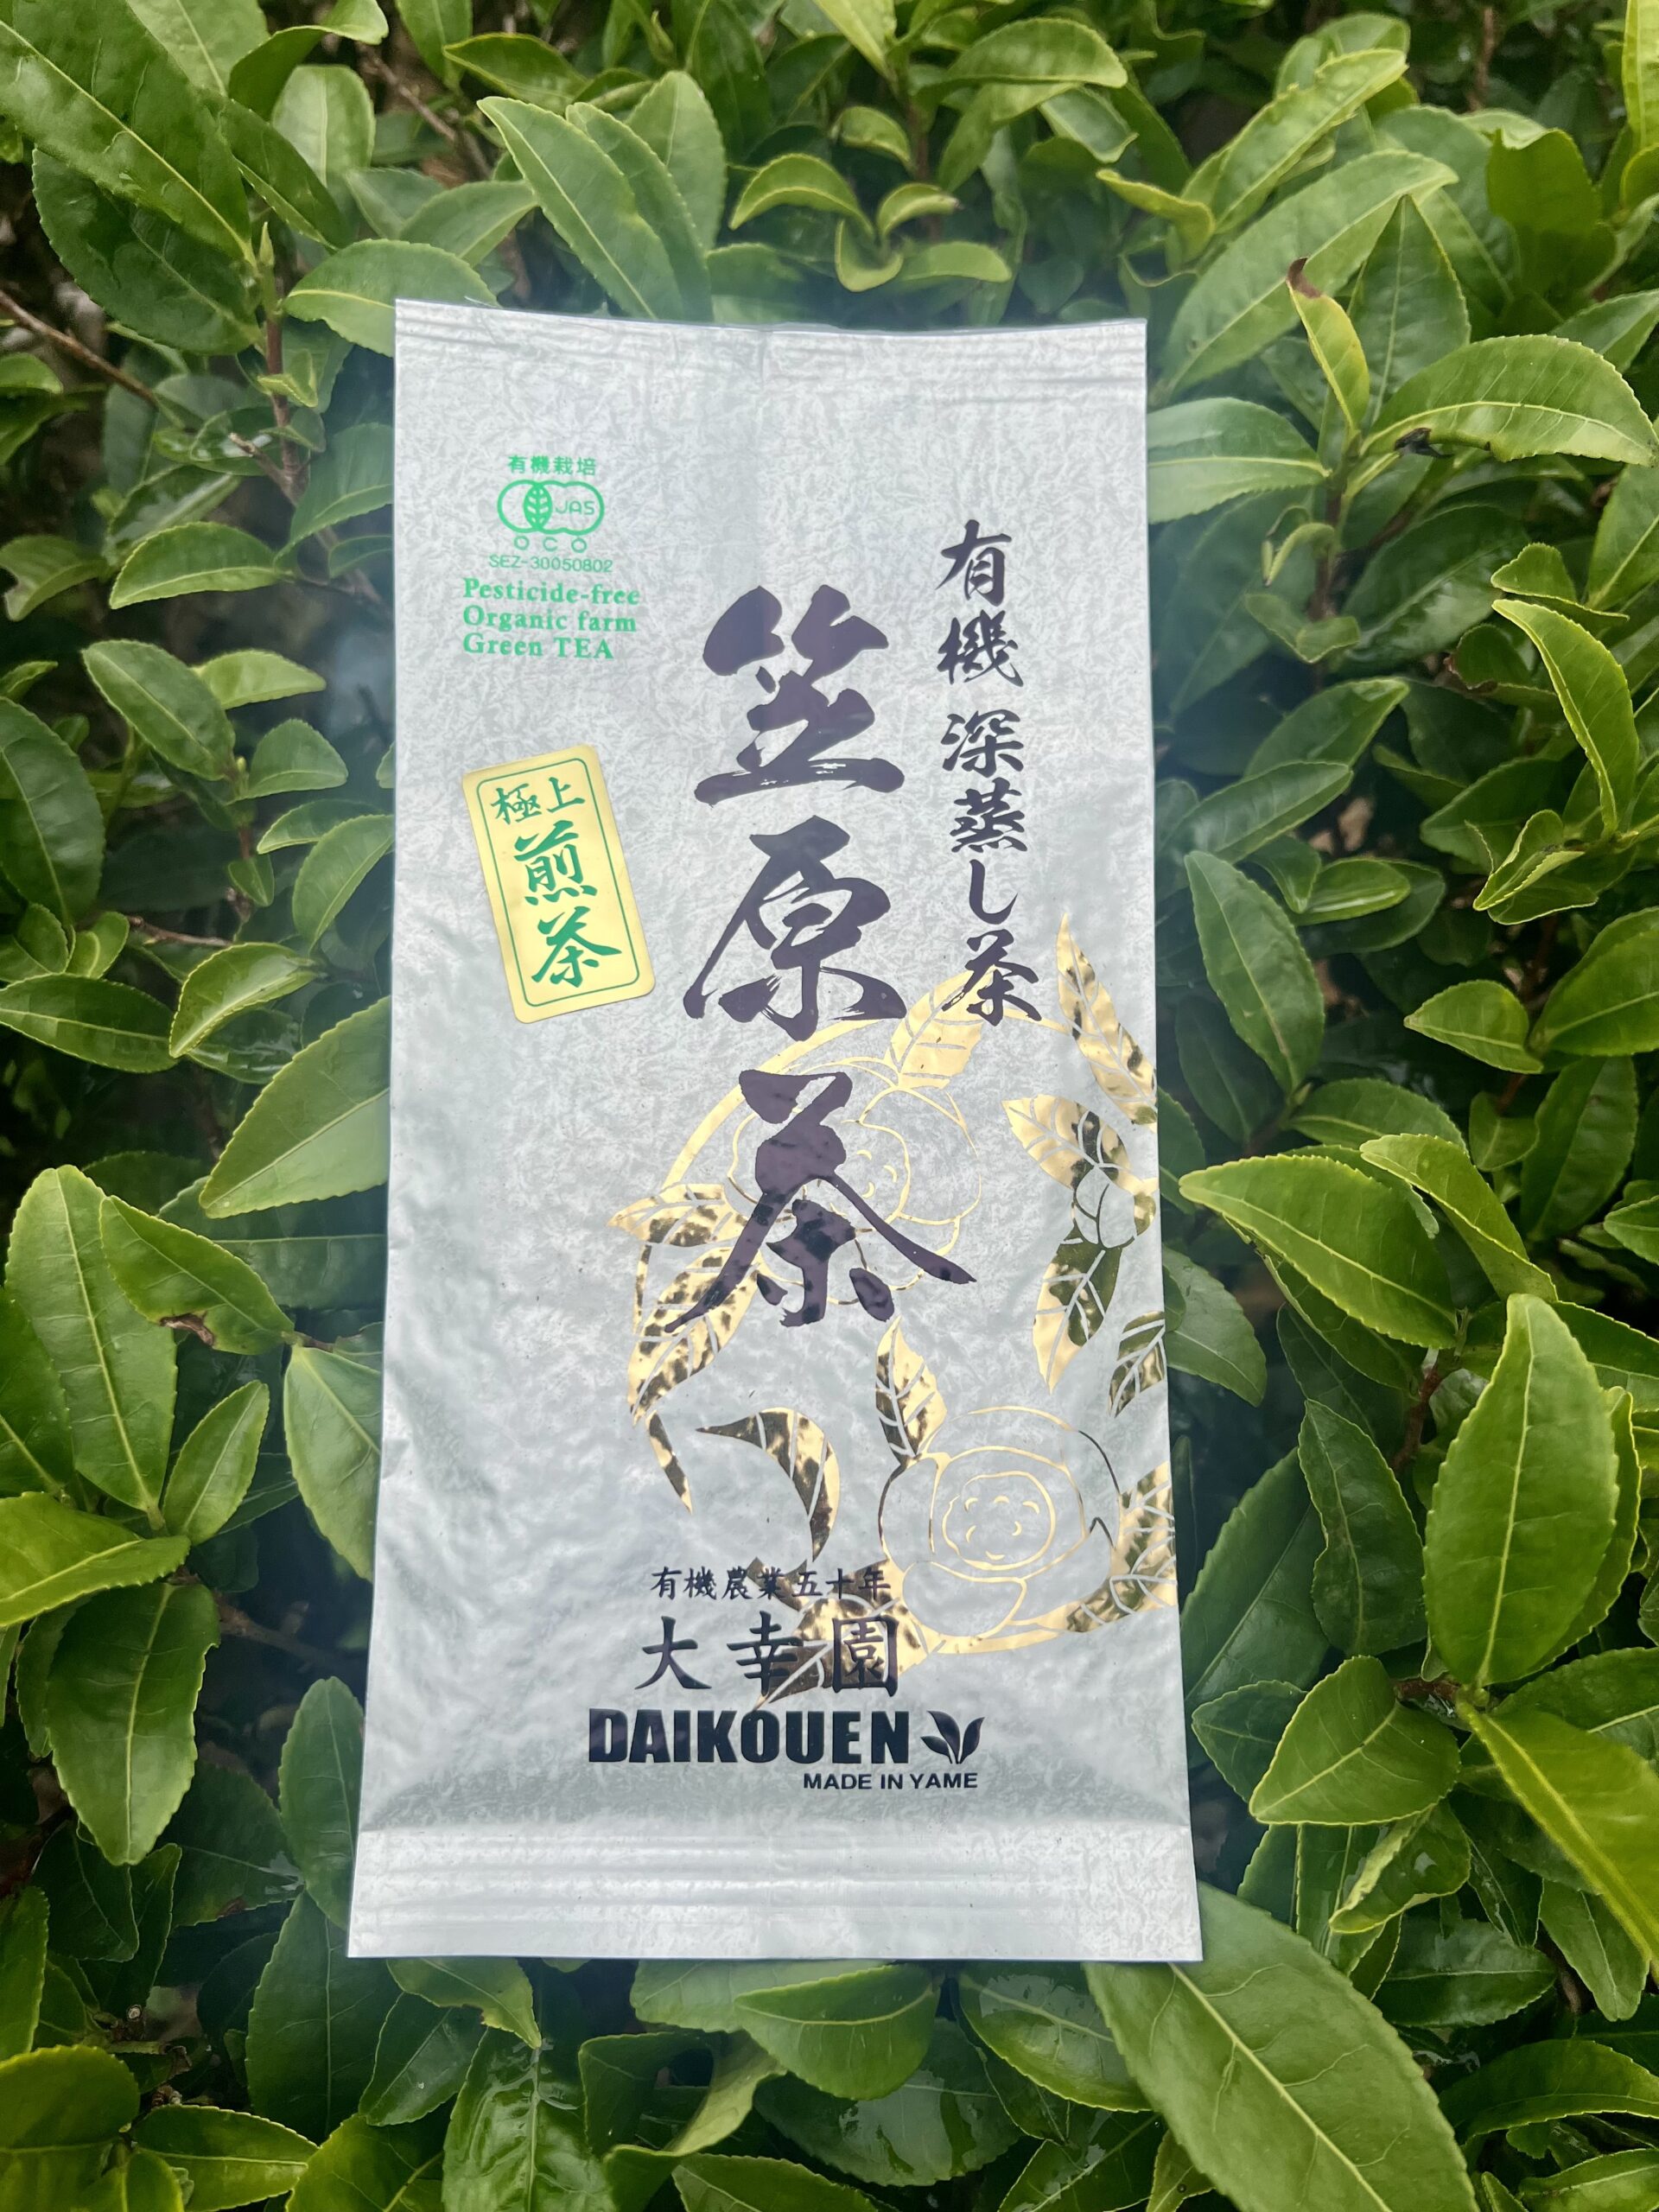 有機栽培
JAS
OCO
SEZ-30050802
Pesticide-free
Organic farm
Green TEA
有機 深蒸し茶
笠原茶
極上
煎茶
有機農業五十年
大幸園
DAIKOUEN
MADE IN YAME